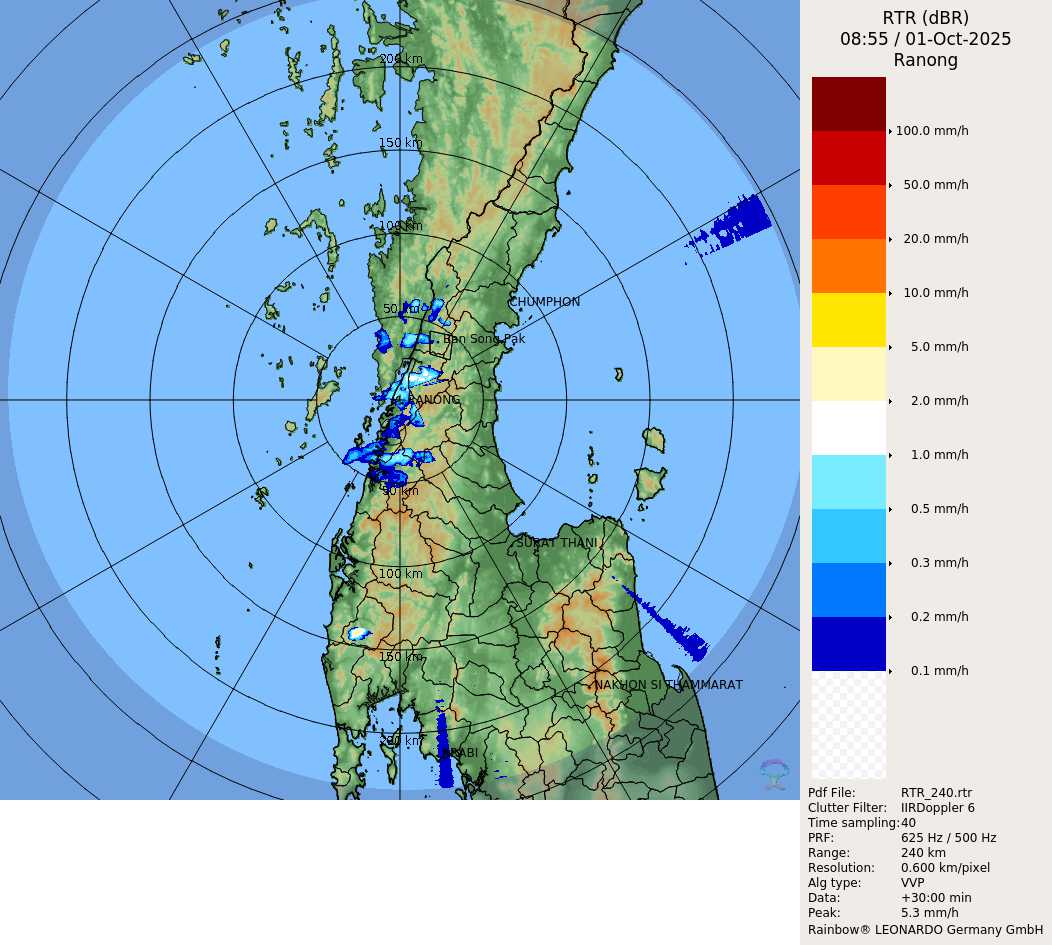 RTR (dBR)
08:55 / 01-Oct-2025
Ranong
100.0 mm/h
50.0 mm/h
20.0 mm/h
10.0 mm/h
5.0 mm/h
2.0 mm/h
1.0 mm/h
0.5 mm/h
0.3 mm/h
0.2 mm/h
0.1 mm/h
Pdf File: RTR_240.rtr
Clutter Filter: IIRDoppler 6
Time sampling: 40
PRF: 625 Hz / 500 Hz
Range: 240 km
Resolution: 0.600 km/pixel
Alg type: VVP
Data: +30:00 min
Peak: 5.3 mm/h
Rainbow® LEONARDO Germany GmbH
200 km
150 km
100 km
CHUMPHON
50 km
Ban Song Pak
RANONG
50 km
SURAT THANI
100 km
150 km
NAKHON SI THAMMARAT
200 km
KRABI